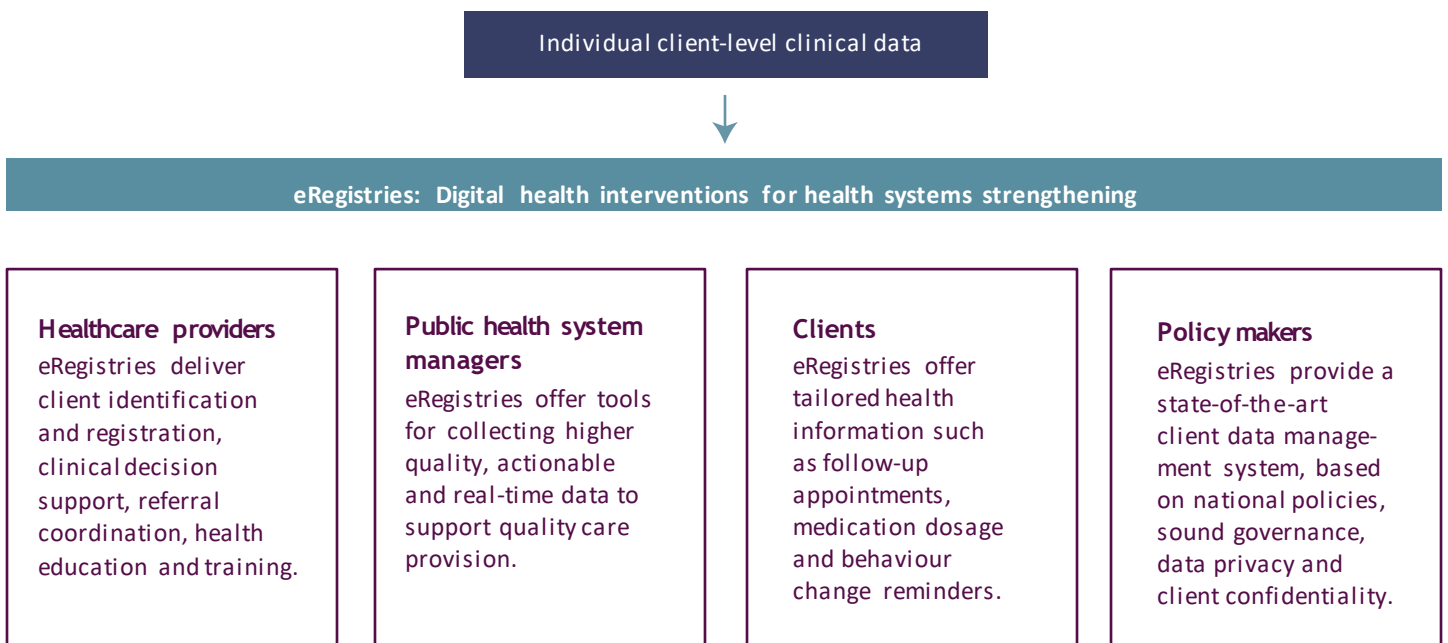 Individual client-level clinical data
eRegistries: Digital health interventions for health systems strengthening
Healthcare providers
eRegistries deliver
client identification
and registration,
clinical decision
support, referral
coordination, health
education and training.
Public health system
managers
eRegistries offer tools
for collecting higher
quality, actionable
and real-time data to
support quality care
provision.
Clients
eRegistries offer
tailored health
information such
as follow-up
appointments,
medication dosage
and behaviour
change reminders.
Policy makers
eRegistries provide a
state-of-the-art
client data manage-
ment system, based
on national policies,
sound governance,
data privacy and
client confidentiality.